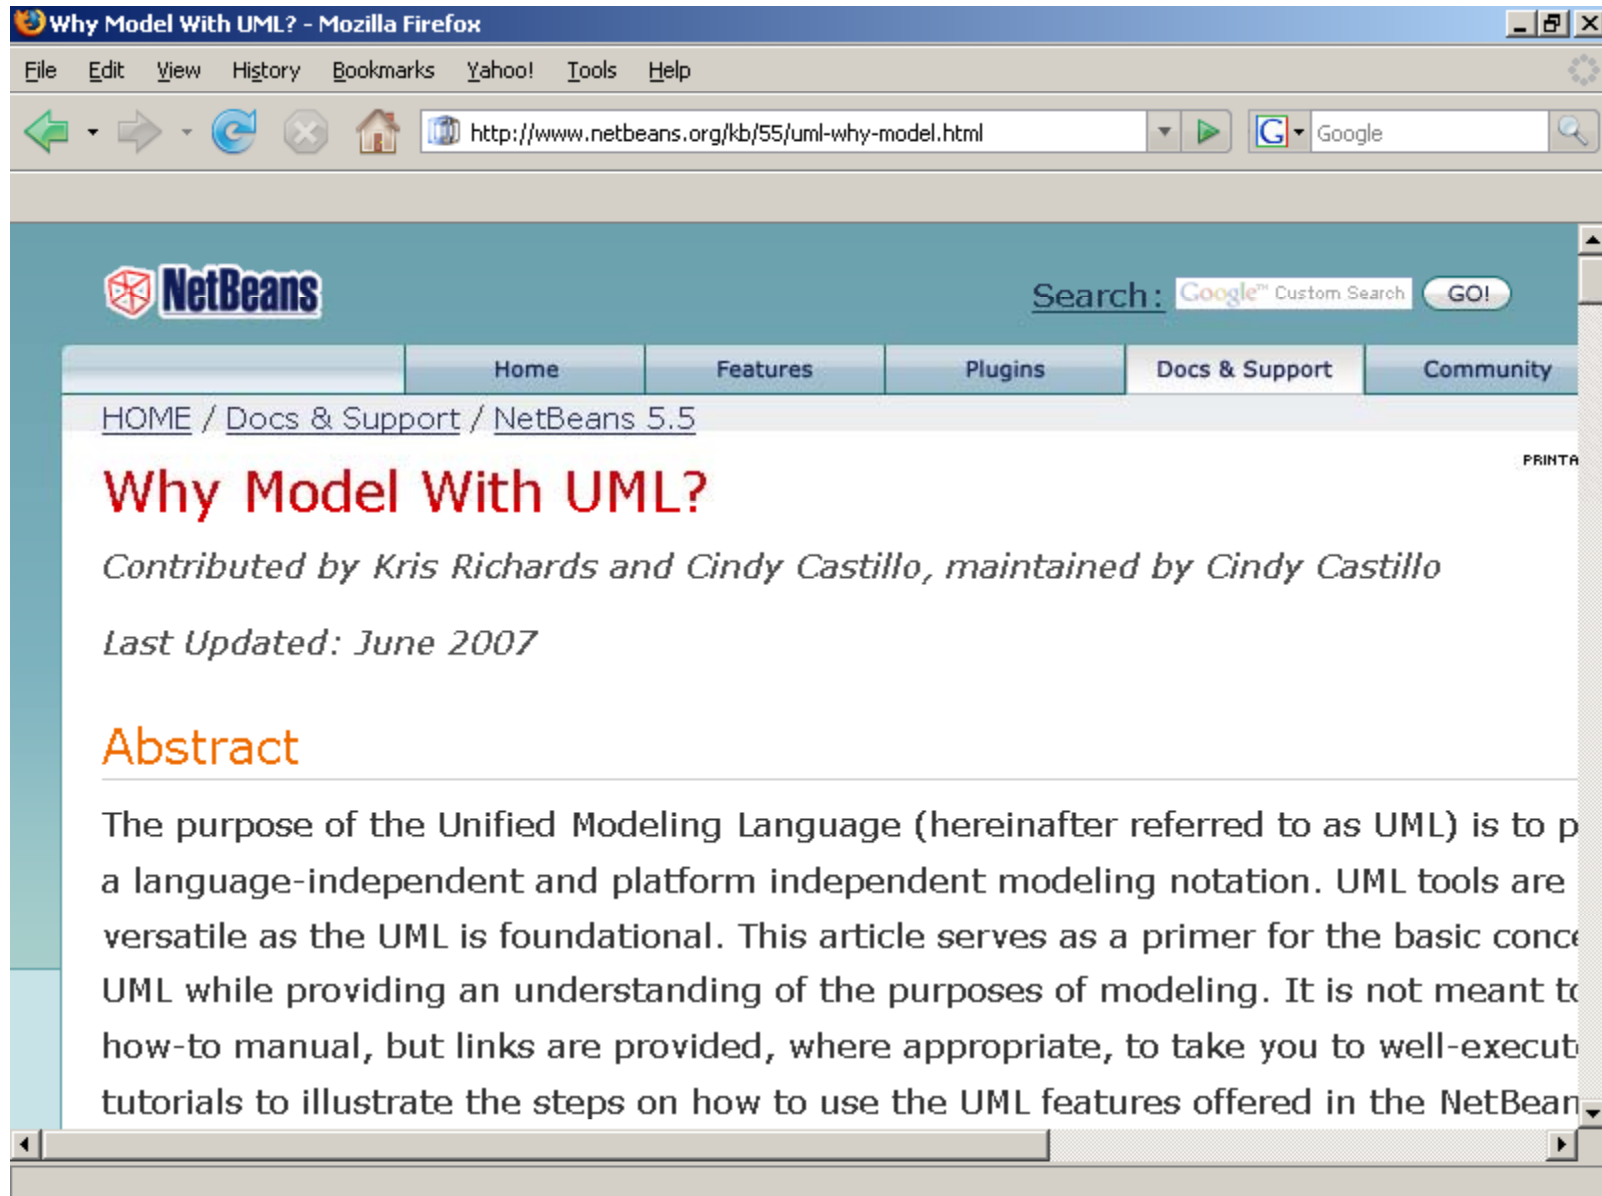 Why Model With UML? - Mozilla Firefox
File Edit View History Bookmarks Yahoo! Tools Help
http://www.netbeans.org/kb/55/uml-why-model.html G Google
NetBeans
Search: Google™ Custom Search GO!
Home Features Plugins Docs & Support Community
HOME / Docs & Support / NetBeans 5.5
PRINTA
Why Model With UML?
Contributed by Kris Richards and Cindy Castillo, maintained by Cindy Castillo
Last Updated: June 2007
Abstract
The purpose of the Unified Modeling Language (hereinafter referred to as UML) is to p
a language-independent and platform independent modeling notation. UML tools are
versatile as the UML is foundational. This article serves as a primer for the basic conce
UML while providing an understanding of the purposes of modeling. It is not meant to
how-to manual, but links are provided, where appropriate, to take you to well-execut
tutorials to illustrate the steps on how to use the UML features offered in the NetBean